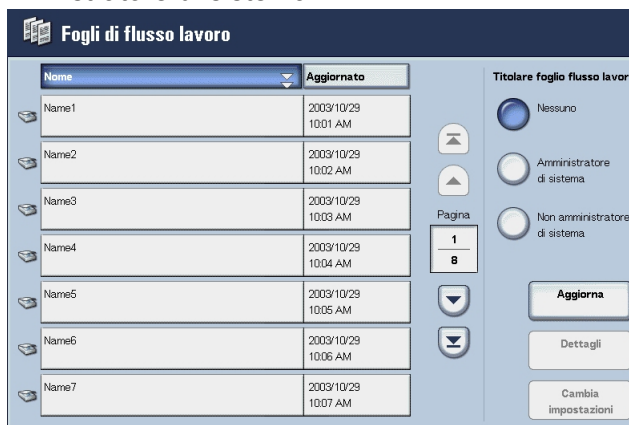 Fogli di flusso lavoro
Nome Aggiornato
Name1 2003/10/29
10:01 AM
Name2 2003/10/29
10:02 AM
Name3 2003/10/29
10:03 AM
Name4 2003/10/29
10:04 AM
Name5 2003/10/29
10:05 AM
Name6 2003/10/29
10:06 AM
Name7 2003/10/29
10:07 AM
Pagina
1
8
Titolare foglio flusso lavor
Nessuno
Amministratore
di sistema
Non amministratore
di sistema
Aggiorna
Dettagli
Cambia
impostazioni